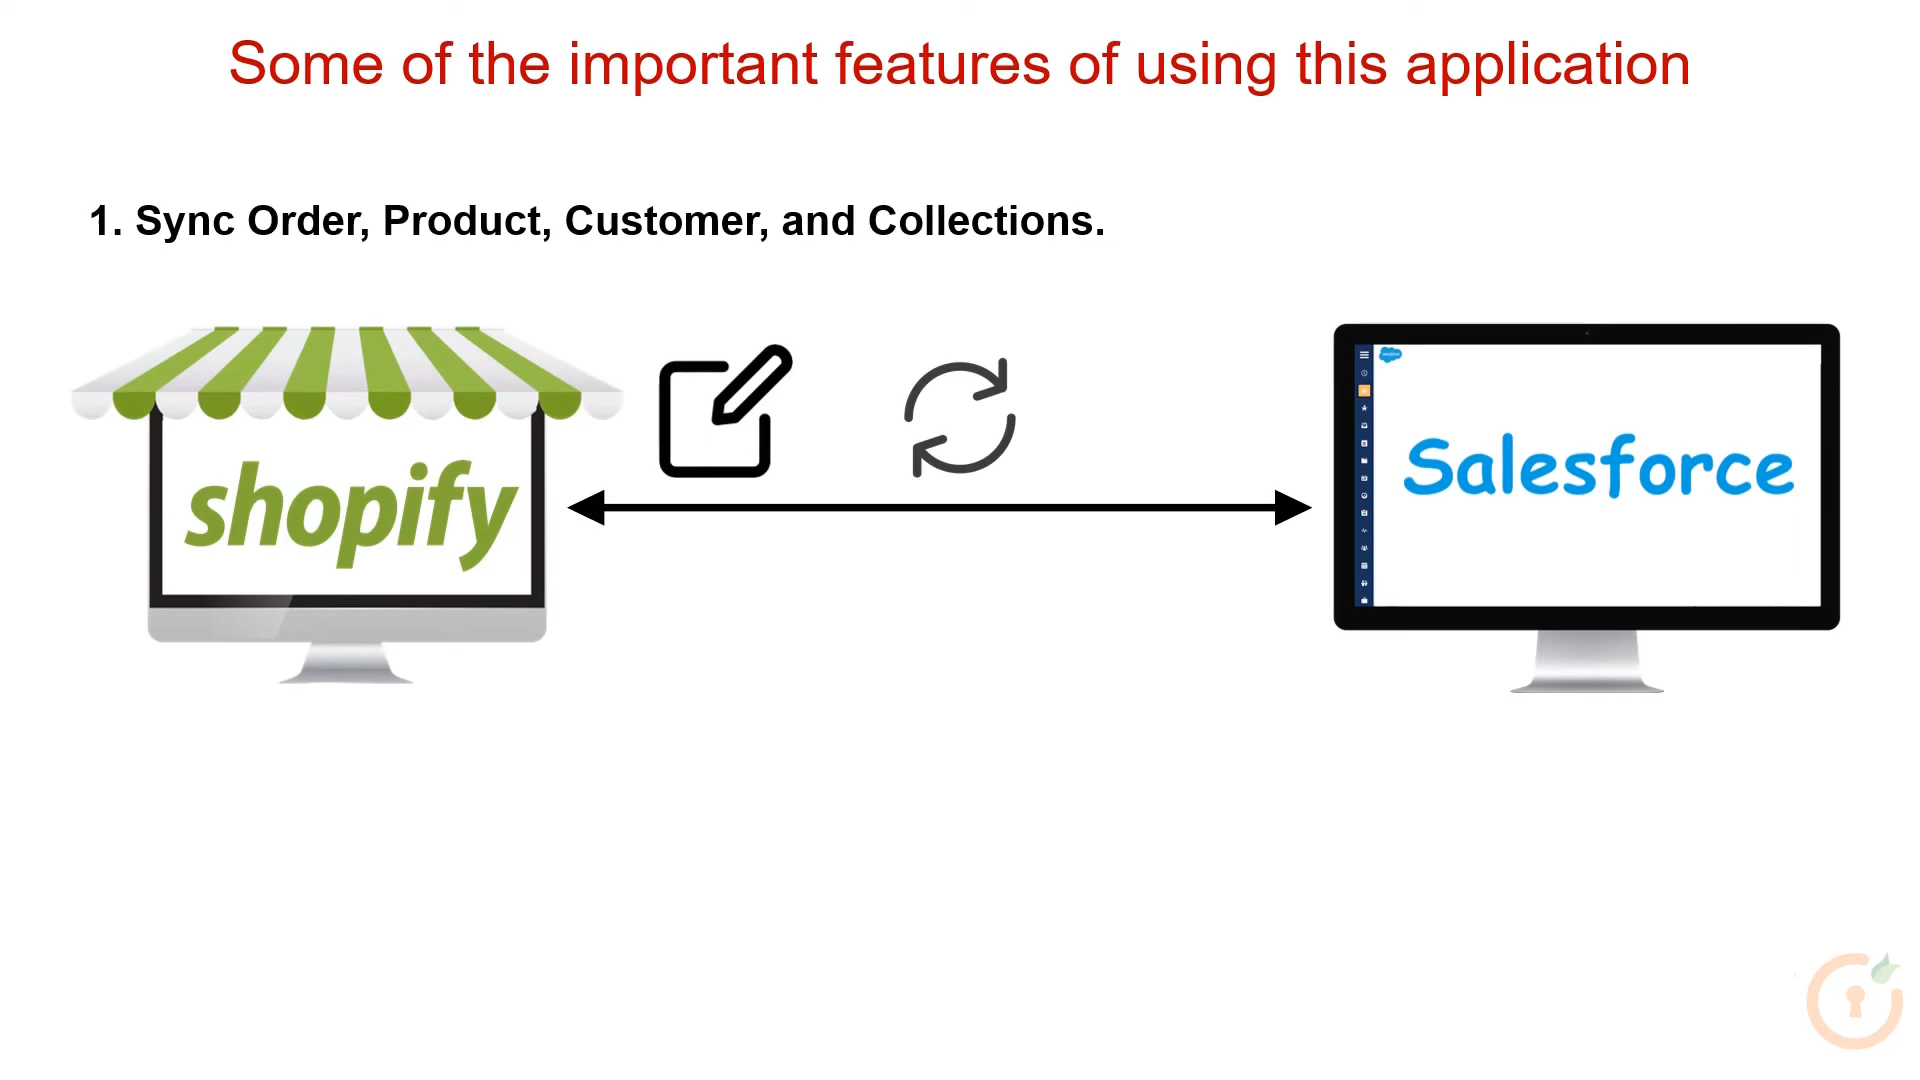 Some of the important features of using this application
1. Sync Order, Product, Customer, and Collections.
shopify
Salesforce